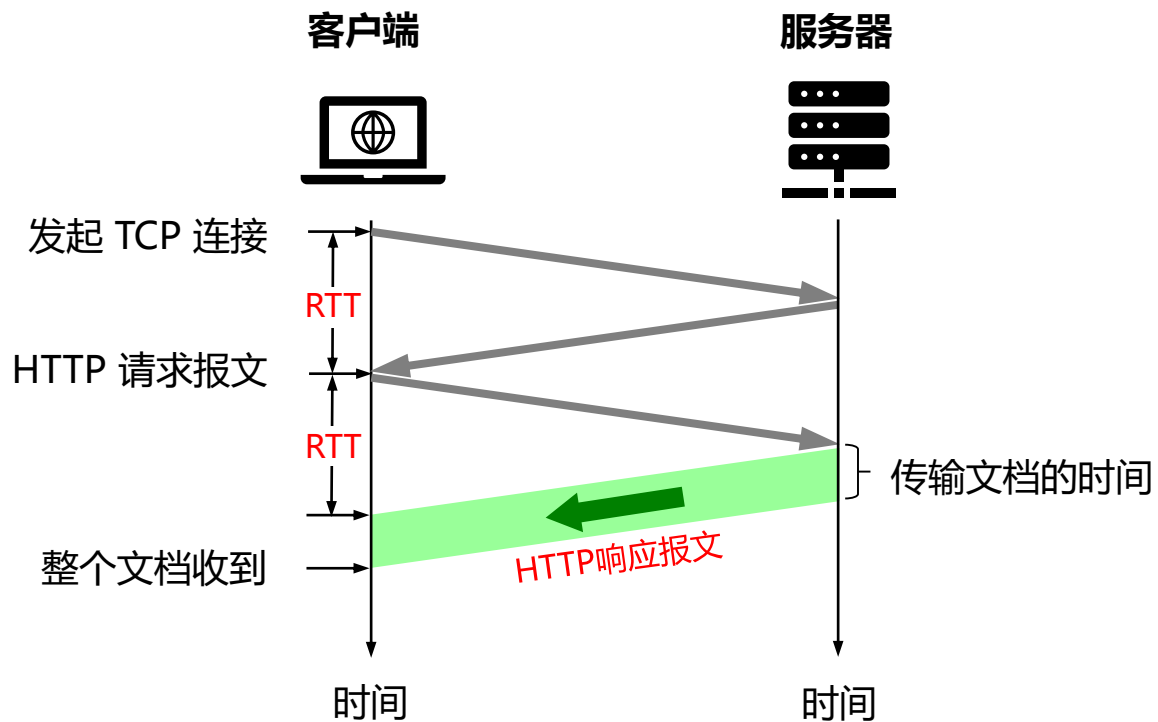 客户端
服务器
发起 TCP 连接
RTT
HTTP 请求报文
RTT
传输文档的时间
HTTP响应报文
整个文档收到
时间
时间